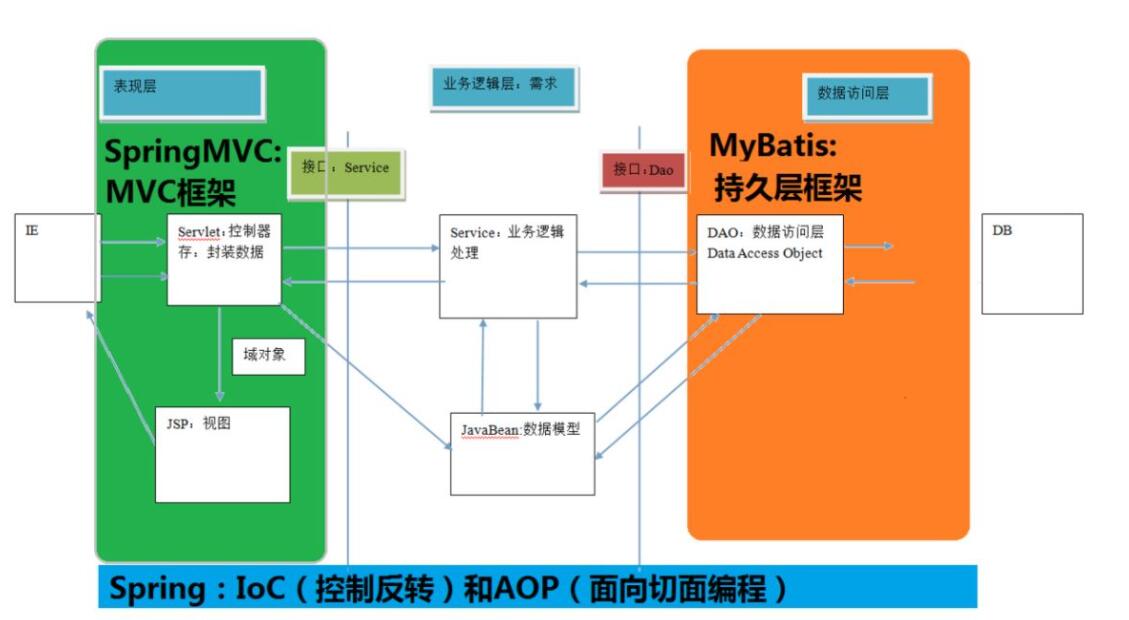 表现层
业务逻辑层：需求
数据访问层
SpringMVC:
MVC框架
接口：Service
接口:Dao
MyBatis:
持久层框架
IE
Servlet:控制器
存：封装数据
Service：业务逻辑
处理
DAO：数据访问层
Data Access Object
DB
域对象
JSP：视图
JavaBean:数据模型
Spring：IoC（控制反转）和AOP（面向切面编程）